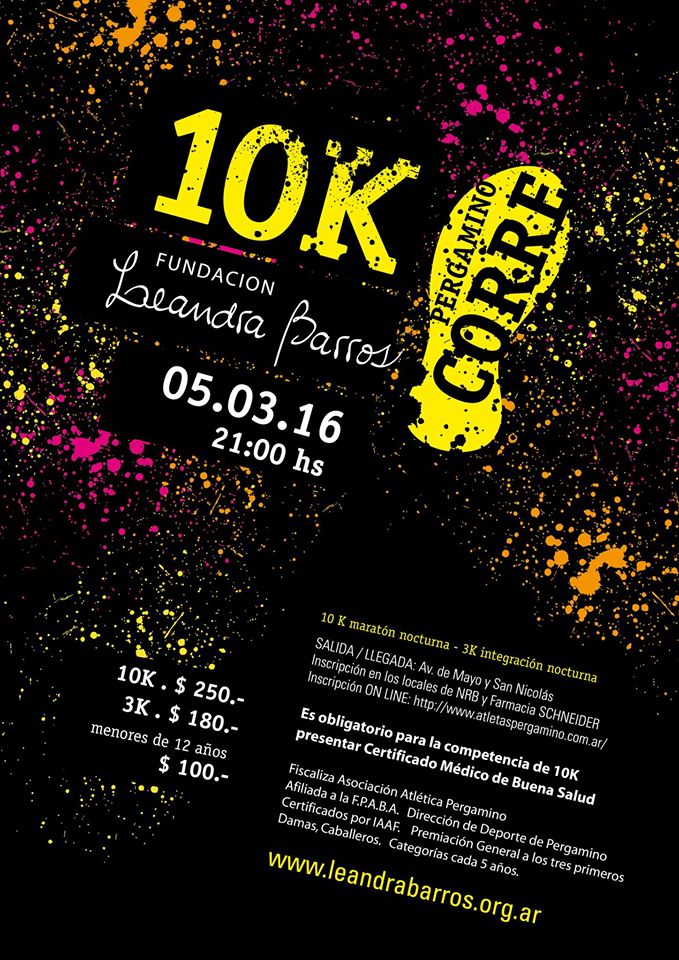 10K
FUNDACION
Leandra Barros
05.03.16
21:00 hs
PERGAMINO
CORRE
10 K maratón nocturna - 3K integración nocturna
SALIDA / LLEGADA: Av. de Mayo y San Nicolás
Inscripción en los locales de NRB y Farmacia SCHNEIDER
Inscripción ON LINE: http://www.atletaspergamino.com.ar/
10K . $ 250.-
3K . $ 180.-
menores de 12 años
$ 100.-
Es obligatorio para la competencia de 10K
presentar Certificado Médico de Buena Salud
Fiscaliza Asociación Atlética Pergamino
Afiliada a la F.P.A.B.A. Dirección de Deporte de Pergamino
Certificados por IAAF. Premiación General a los tres primeros
Damas, Caballeros. Categorías cada 5 años.
www.leandrabarros.org.ar